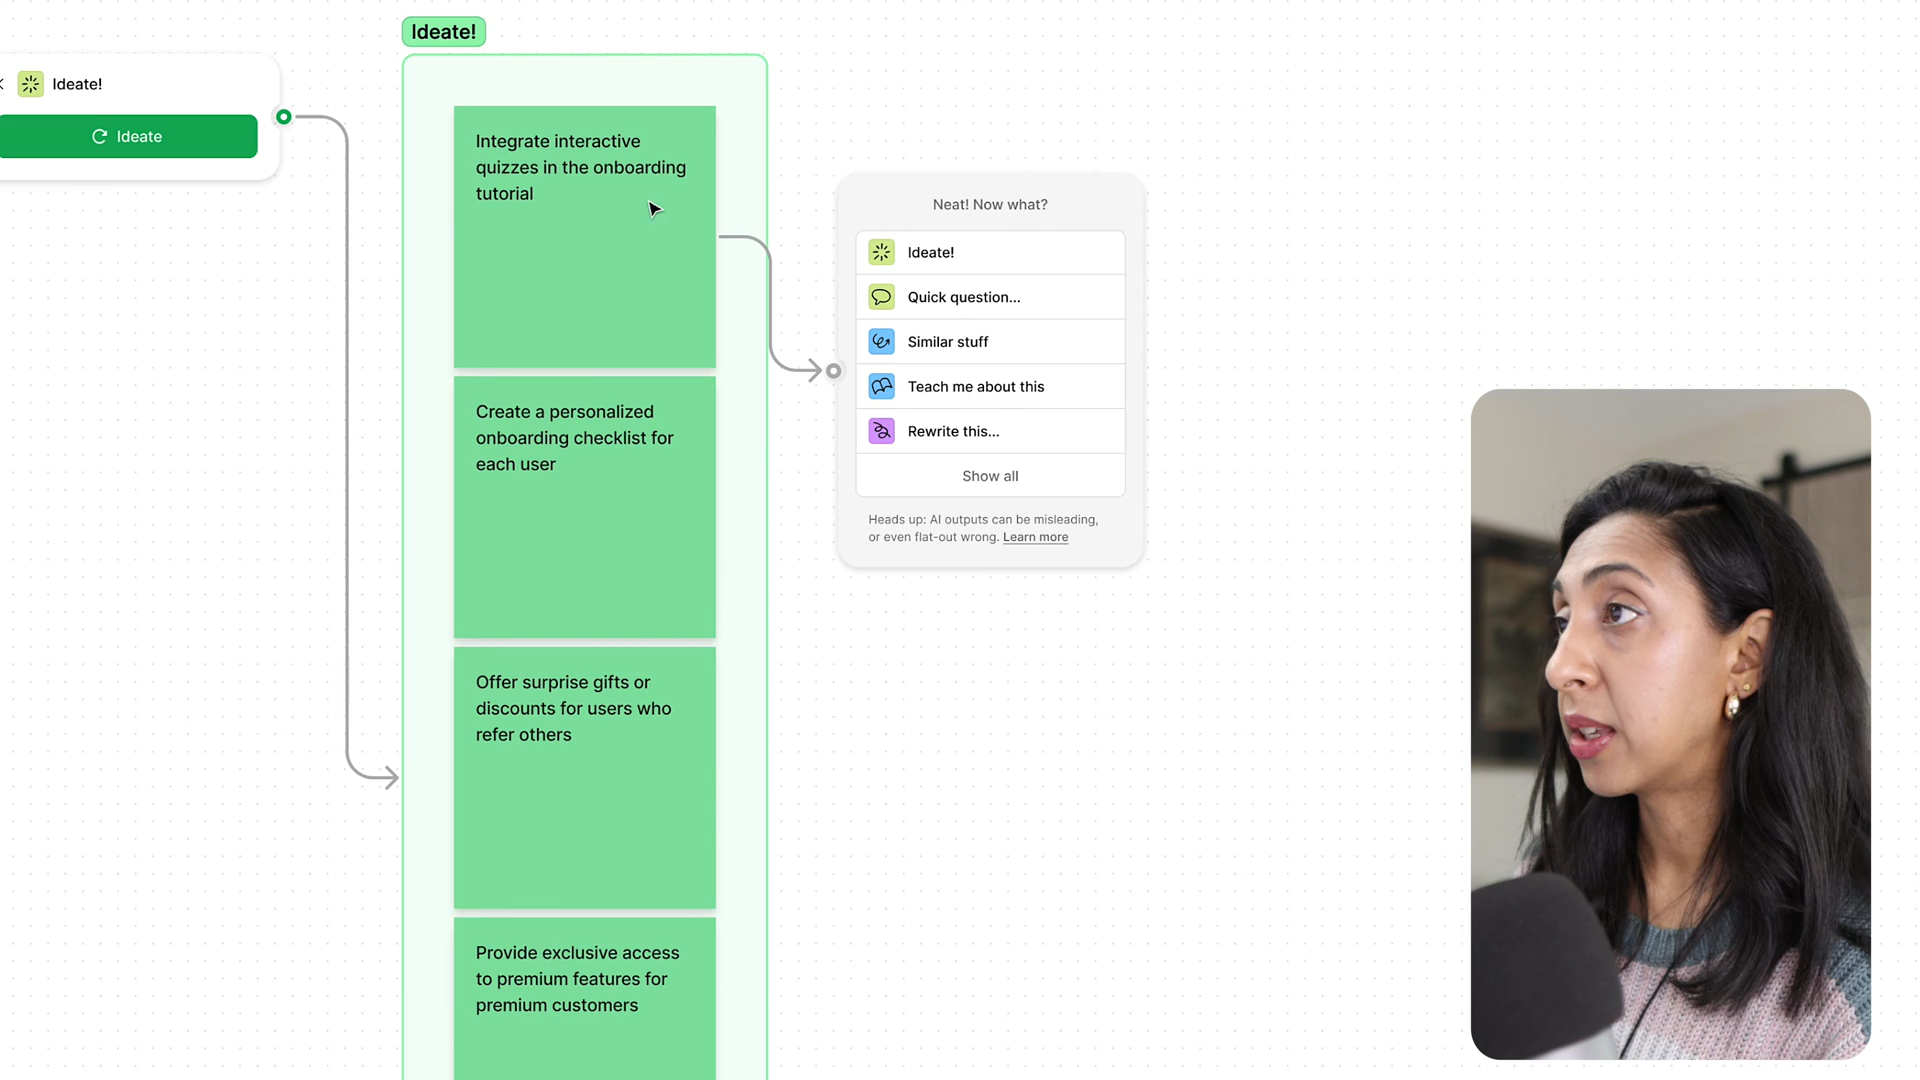 Ideate!
Ideate!
Ideate
Integrate interactive
quizzes in the onboarding
tutorial
Create a personalized
onboarding checklist for
each user
Offer surprise gifts or
discounts for users who
refer others
Provide exclusive access
to premium features for
premium customers
Neat! Now what?
Ideate!
Quick question...
Similar stuff
Teach me about this
Rewrite this...
Show all
Heads up: AI outputs can be misleading,
or even flat-out wrong. Learn more